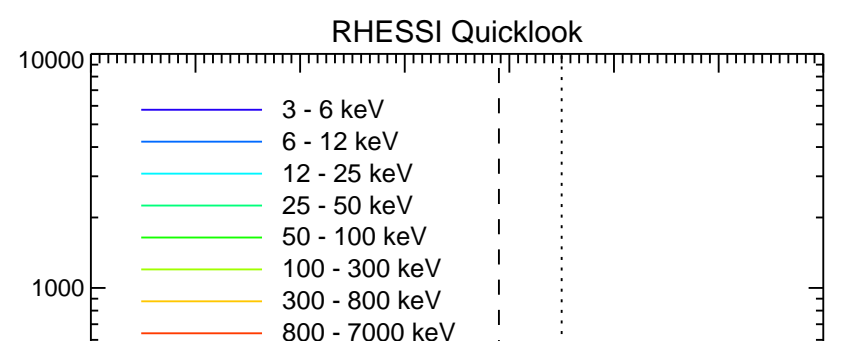 RHESSI Quicklook
10000
3 - 6 keV
6 - 12 keV
12 - 25 keV
25 - 50 keV
50 - 100 keV
100 - 300 keV
1000
300 - 800 keV
800 - 7000 keV